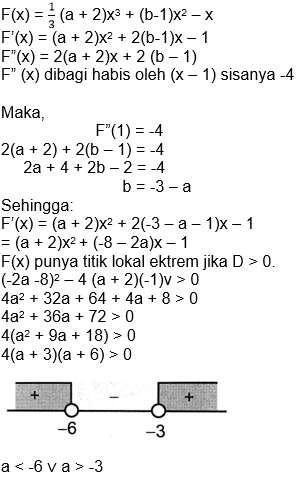 F(x) = 1/3 (a + 2)x³ + (b-1)x² – x
F'(x) = (a + 2)x² + 2(b-1)x – 1
F”(x) = 2(a + 2)x + 2 (b – 1)
F” (x) dibagi habis oleh (x – 1) sisanya -4
Maka,
F”(1) = -4
2(a + 2) + 2(b – 1) = -4
2a + 4 + 2b – 2 = -4
b = -3 – a
Sehingga:
F'(x) = (a + 2)x² + 2(-3 – a – 1)x – 1
= (a + 2)x² + (-8 – 2a)x – 1
F(x) punya titik lokal ektrem jika D > 0.
(-2a -8)² – 4 (a + 2)(-1)v > 0
4a² + 32a + 64 + 4a + 8 > 0
4a² + 36a + 72 > 0
4(a² + 9a + 18) > 0
4(a + 3)(a + 6) > 0
+ – +
–6 –3
a < -6 v a > -3